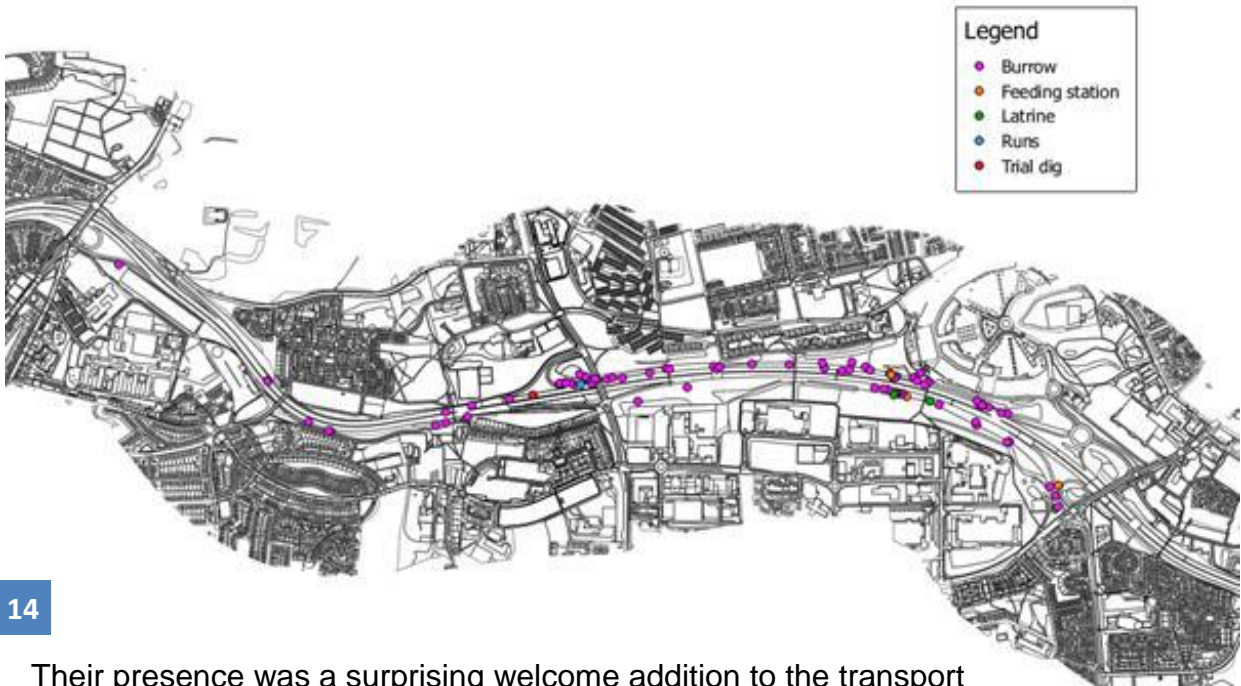 Legend
Burrow
Feeding station
Latrine
Runs
Trial dig
14
Their presence was a surprising welcome addition to the transport